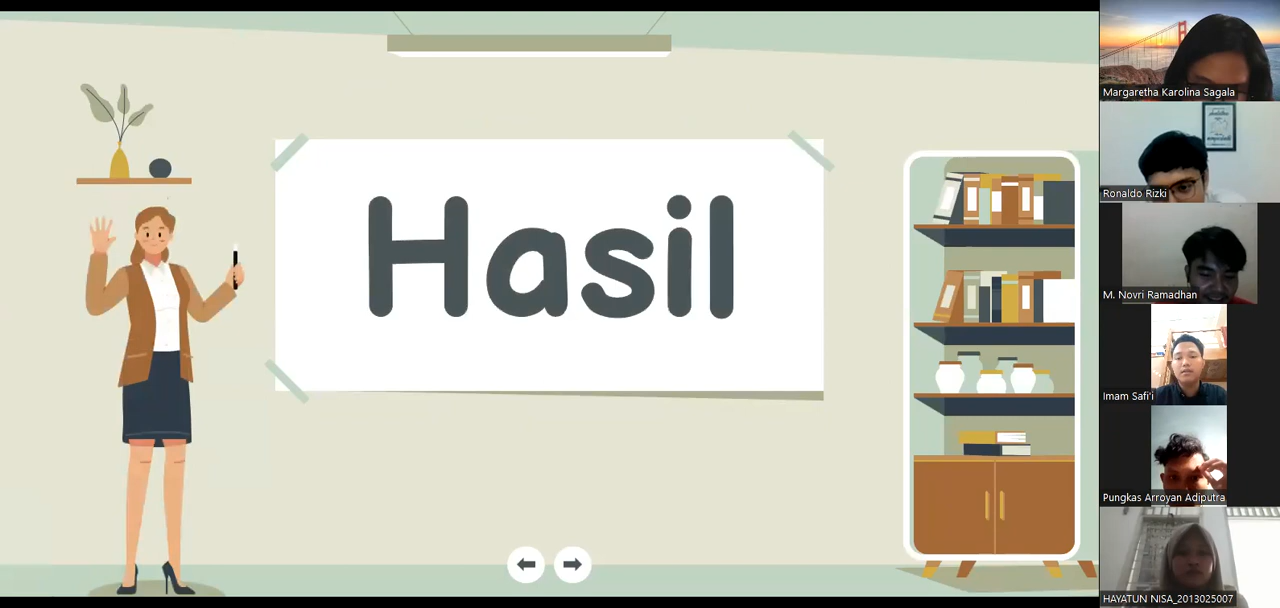 Hasil
Margaretha Karolina Sagala
Ronaldo Rizki
M. Novri Ramadhan
Imam Safi'i
Pungkas Arroyan Adiputra
HAYATUN NISA_2013025007